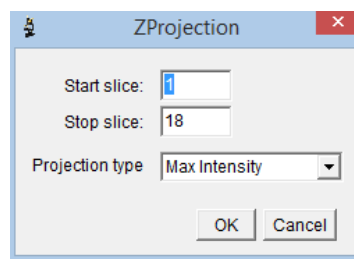 ZProjection
Start slice: 1
Stop slice: 18
Projection type Max Intensity
OK Cancel